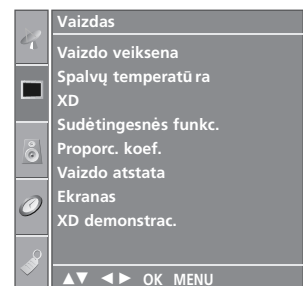 Vaizdas
Vaizdo veiksena
Spalvų temperatūra
XD
Sudėtingesnės funkc.
Proporc. koef.
Vaizdo atstata
Ekranas
XD demonstrac.
▲▼ ◄► OK MENU